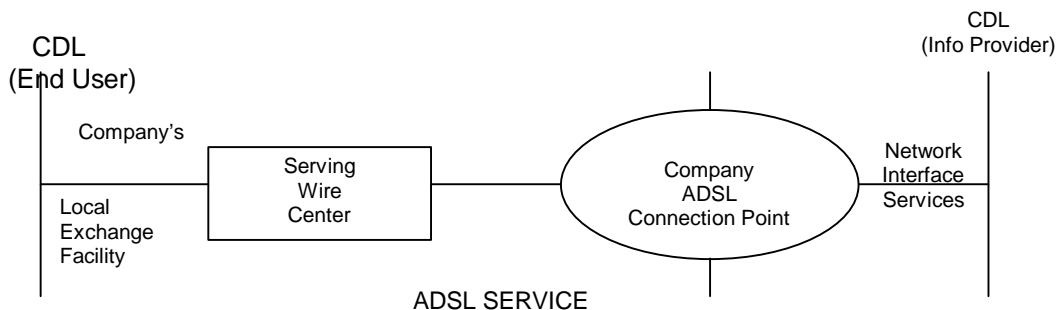 CDL
(End User)
CDL
(Info Provider)
Company's
Local
Exchange
Facility
Serving
Wire
Center
Company
ADSL
Connection Point
Network
Interface
Services
ADSL SERVICE